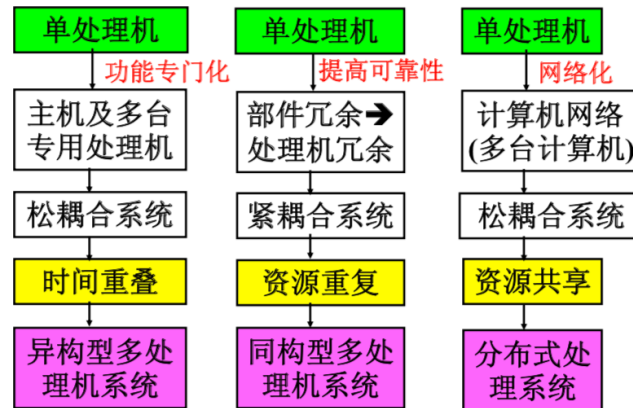 单处理机
功能专门化
主机及多台
专用处理机
松耦合系统
时间重叠
异构型多处
理机系统
单处理机
提高可靠性
部件冗余➔
处理机冗余
紧耦合系统
资源重复
同构型多处
理机系统
单处理机
网络化
计算机网络
(多台计算机)
松耦合系统
资源共享
分布式处
理系统